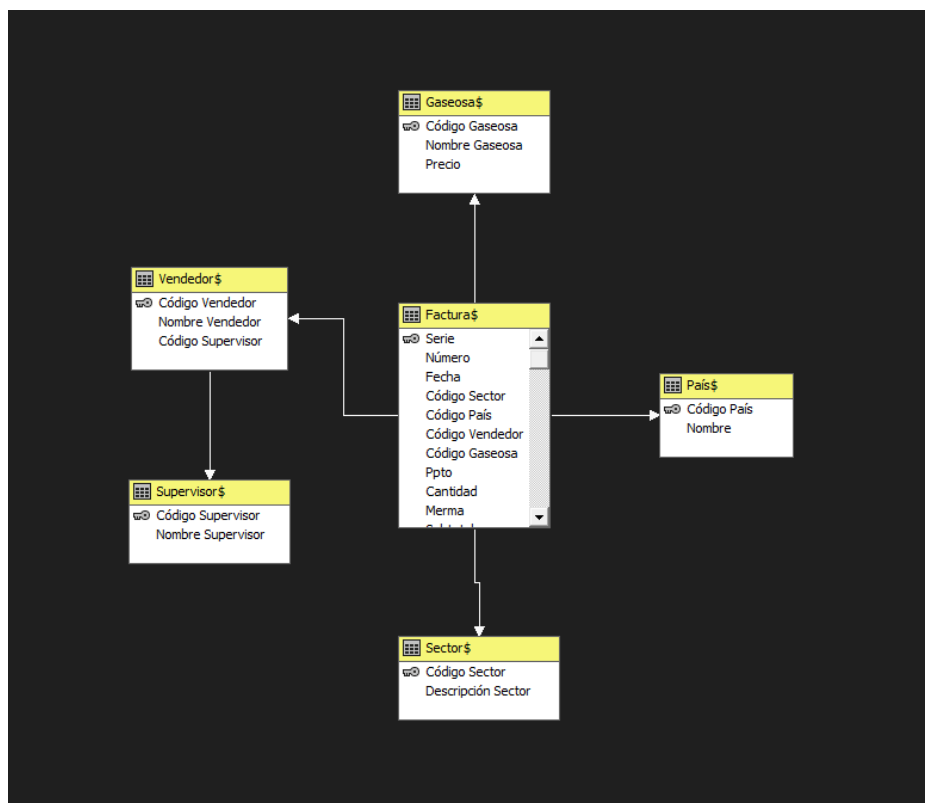 Gaseosa$
Código Gaseosa
Nombre Gaseosa
Precio
Vendedor$
Código Vendedor
Nombre Vendedor
Código Supervisor
Factura$
Serie
Número
Fecha
Código Sector
Código País
Código Vendedor
Código Gaseosa
Ppto
Cantidad
Merma
País$
Código País
Nombre
Supervisor$
Código Supervisor
Nombre Supervisor
Sector$
Código Sector
Descripción Sector